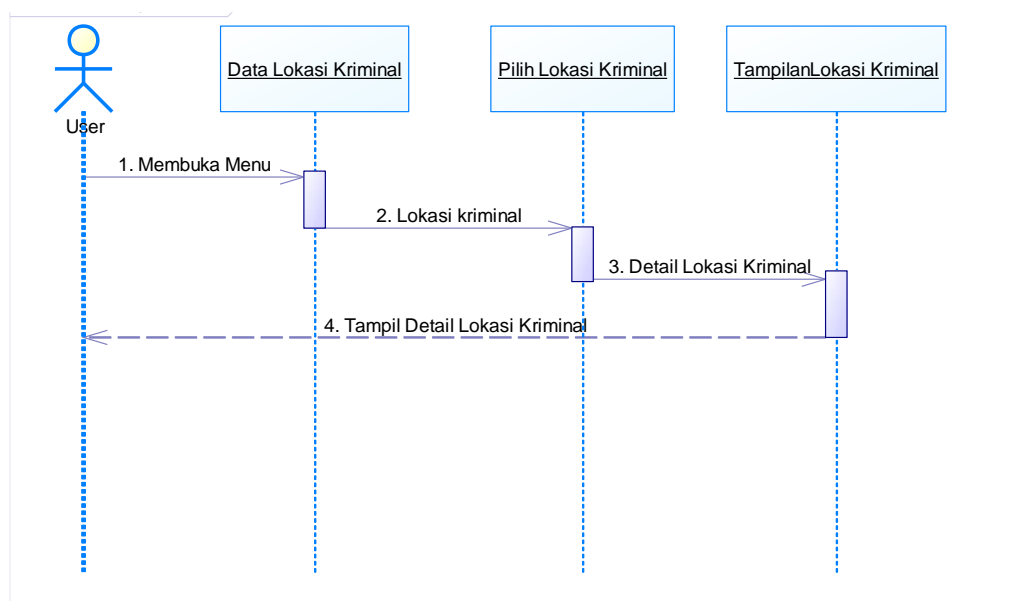 Data Lokasi Kriminal
Pilih Lokasi Kriminal
TampilanLokasi Kriminal
User
1. Membuka Menu
2. Lokasi kriminal
3. Detail Lokasi Kriminal
4. Tampil Detail Lokasi Kriminal